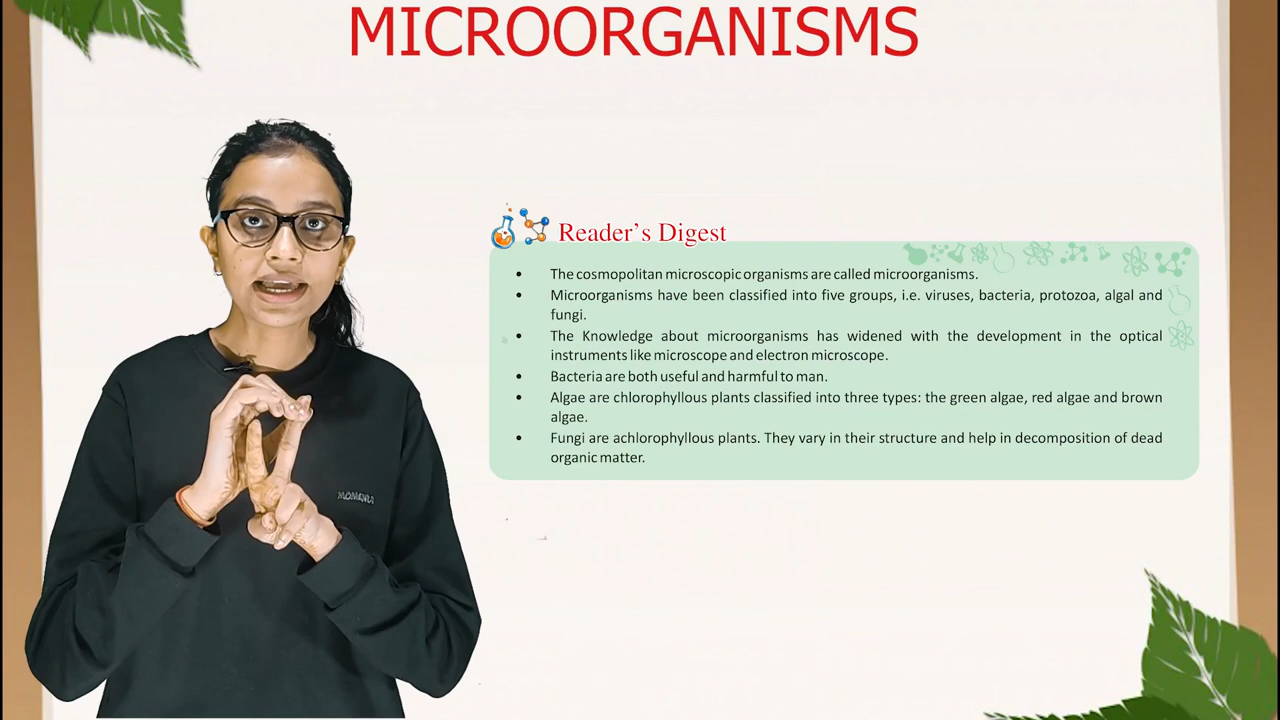 MICROORGANISMS
Reader's Digest
• The cosmopolitan microscopic organisms are called microorganisms.
• Microorganisms have been classified into five groups, i.e. viruses, bacteria, protozoa, algal and
fungi.
• The Knowledge about microorganisms has widened with the development in the optical
instruments like microscope and electron microscope.
• Bacteria are both useful and harmful to man.
• Algae are chlorophyllous plants classified into three types: the green algae, red algae and brown
algae.
• Fungi are achlorophyllous plants. They vary in their structure and help in decomposition of dead
organic matter.